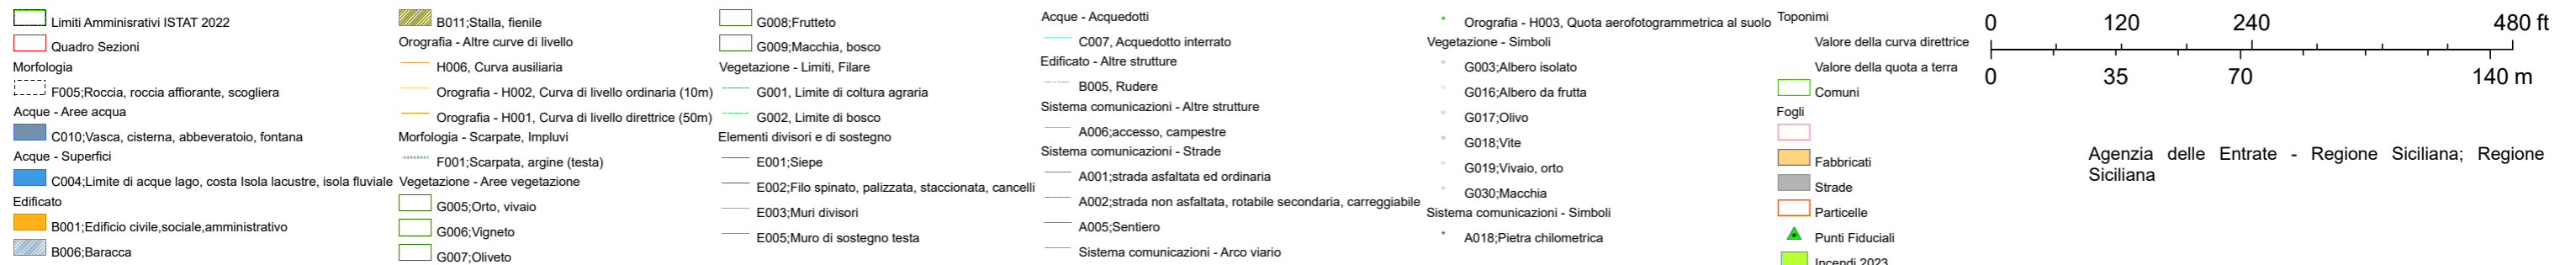 Limiti Amminisrativi ISTAT 2022
Quadro Sezioni
Morfologia
F005;Roccia, roccia affiorante, scogliera
Acque - Aree acqua
C010;Vasca, cisterna, abbeveratoio, fontana
Acque - Superfici
C004;Limite di acque lago, costa Isola lacustre, isola fluviale
Edificato
B001;Edificio civile,sociale,amministrativo
B006;Baracca
B011;Stalla, fienile
Orografia - Altre curve di livello
H006, Curva ausiliaria
Orografia - H002, Curva di livello ordinaria (10m)
Orografia - H001, Curva di livello direttrice (50m)
Morfologia - Scarpate, Impluvi
F001;Scarpata, argine (testa)
Vegetazione - Aree vegetazione
G005;Orto, vivaio
G006;Vigneto
G007;Oliveto
G008;Frutteto
G009;Macchia, bosco
Vegetazione - Limiti, Filare
G001, Limite di coltura agraria
G002, Limite di bosco
Elementi divisori e di sostegno
E001;Siepe
E002;Filo spinato, palizzata, staccionata, cancelli
E003;Muri divisori
E005;Muro di sostegno testa
Acque - Acquedotti
C007, Acquedotto interrato
Edificato - Altre strutture
B005, Rudere
Sistema comunicazioni - Altre strutture
A006;accesso, campestre
Sistema comunicazioni - Strade
A001;strada asfaltata ed ordinaria
A002;strada non asfaltata, rotabile secondaria, carreggiabile
A005;Sentiero
Sistema comunicazioni - Arco viario
Orografia - H003, Quota aerofotogrammetrica al suolo
Vegetazione - Simboli
G003;Albero isolato
G016;Albero da frutta
G017;Olivo
G018;Vite
G019;Vivaio, orto
G030;Macchia
Sistema comunicazioni - Simboli
A018;Pietra chilometrica
Toponimi
Valore della curva direttrice
Valore della quota a terra
Comuni
Fogli
Fabbricati
Strade
Particelle
Punti Fiduciali
Incendi 2023
0 120 240 480 ft
0 35 70 140 m
Agenzia delle Entrate - Regione Siciliana; Regione
Siciliana